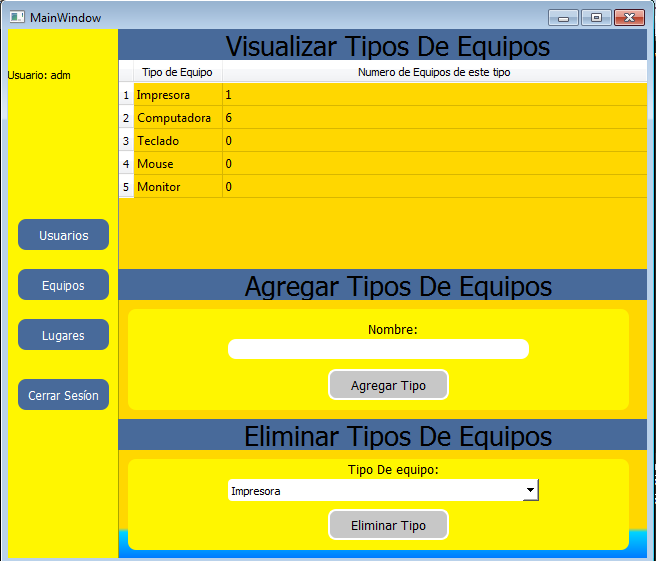 MainWindow
Usuario: adm
Usuarios
Equipos
Lugares
Cerrar Sesíon
Visualizar Tipos De Equipos
Tipo de Equipo Numero de Equipos de este tipo
1 Impresora 1
2 Computadora 6
3 Teclado 0
4 Mouse 0
5 Monitor 0
Agregar Tipos De Equipos
Nombre:
Agregar Tipo
Eliminar Tipos De Equipos
Tipo De equipo:
Impresora
Eliminar Tipo